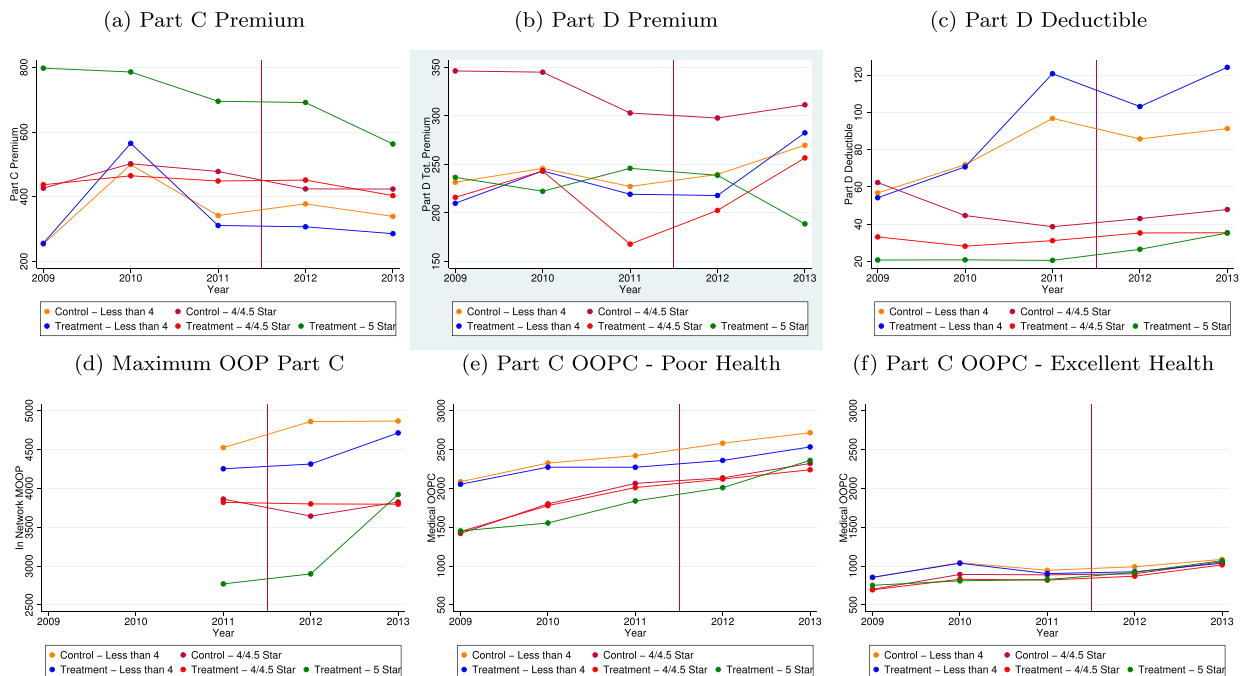 (a) Part C Premium
Part C Premium
800
600
400
200
2009 2010 2011 2012 2013
Year
Control – Less than 4 Control – 4/4.5 Star
Treatment – Less than 4 Treatment – 4/4.5 Star Treatment – 5 Star
(b) Part D Premium
Part D Tot. Premium
350
300
250
200
150
2009 2010 2011 2012 2013
Year
Control – Less than 4 Control – 4/4.5 Star
Treatment – Less than 4 Treatment – 4/4.5 Star Treatment – 5 Star
(c) Part D Deductible
Part D Deductible
120
100
80
60
40
20
2009 2010 2011 2012 2013
Year
Control – Less than 4 Control – 4/4.5 Star
Treatment – Less than 4 Treatment – 4/4.5 Star Treatment – 5 Star
(d) Maximum OOP Part C
In Network MOOP
5000
4500
4000
3500
3000
2500
2009 2010 2011 2012 2013
Year
Control – Less than 4 Control – 4/4.5 Star
Treatment – Less than 4 Treatment – 4/4.5 Star Treatment – 5 Star
(e) Part C OOPC - Poor Health
Medical OOPC
3000
2500
2000
1500
1000
500
2009 2010 2011 2012 2013
Year
Control – Less than 4 Control – 4/4.5 Star
Treatment – Less than 4 Treatment – 4/4.5 Star Treatment – 5 Star
(f) Part C OOPC - Excellent Health
Medical OOPC
3000
2500
2000
1500
1000
500
2009 2010 2011 2012 2013
Year
Control – Less than 4 Control – 4/4.5 Star
Treatment – Less than 4 Treatment – 4/4.5 Star Treatment – 5 Star